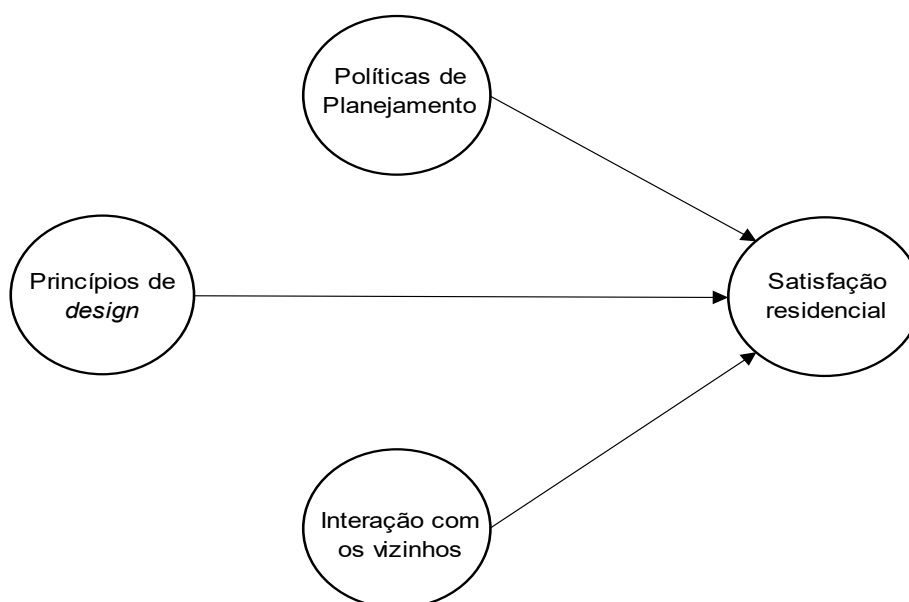 Políticas de
Planejamento
Princípios de
design
Satisfação
residencial
Interação com
os vizinhos